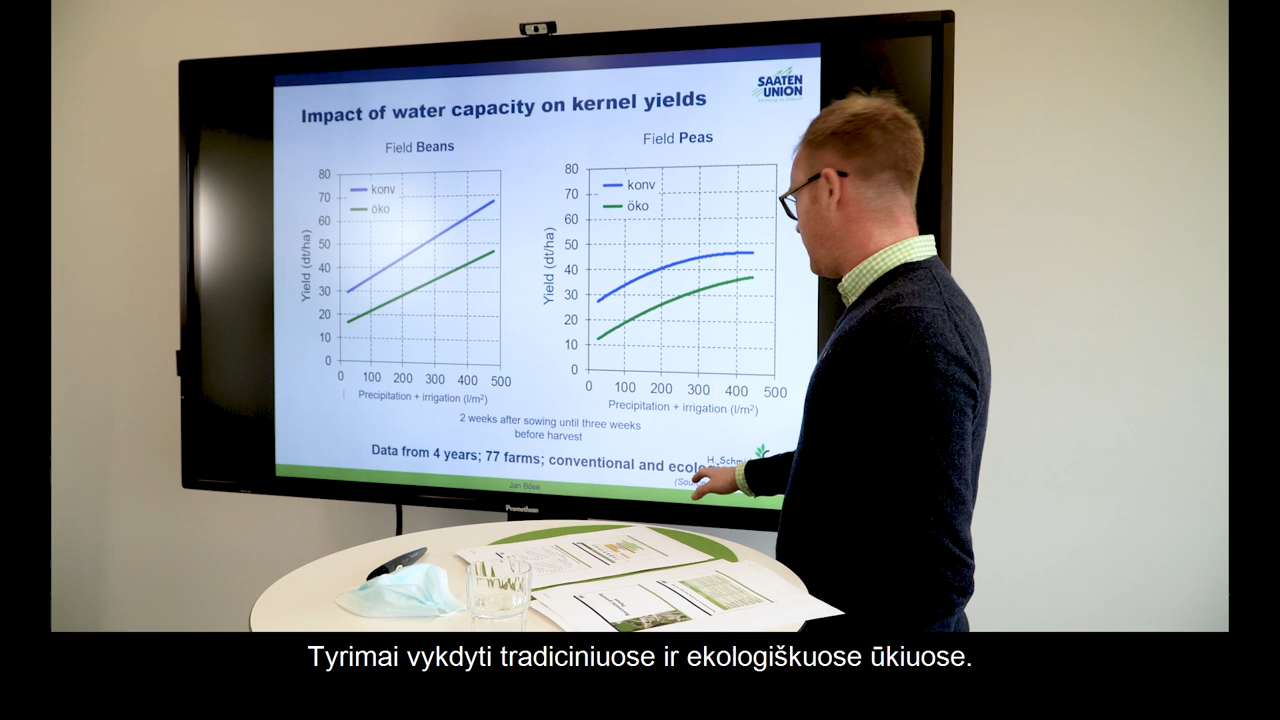 SAATEN
UNION
Impact of water capacity on kernel yields
Field Beans
Field Peas
80
70
60
50
40
30
20
10
0
konv
öko
Yield (dt/ha)
0 100 200 300 400 500
Precipitation + irrigation (l/m²)
80
70
60
50
40
30
20
10
0
konv
öko
Yield (dt/ha)
0 100 200 300 400 500
Precipitation + irrigation (l/m²)
2 weeks after sowing until three weeks
before harvest
Data from 4 years; 77 farms; conventional and
Jan Böse
Promethean
Tyrimai vykdyti tradiciniuose ir ekologiškuose ūkiuose.